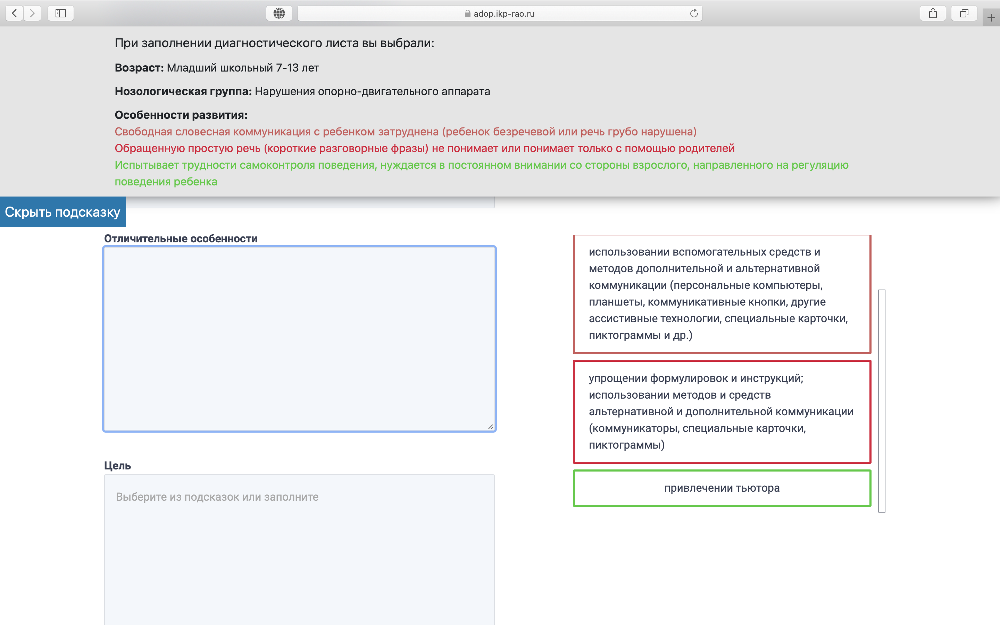 adop.ikp-rao.ru
При заполнении диагностического листа вы выбрали:
Возраст: Младший школьный 7-13 лет
Нозологическая группа: Нарушения опорно-двигательного аппарата
Особенности развития:
Свободная словесная коммуникация с ребенком затруднена (ребенок безречевой или речь грубо нарушена)
Обращенную простую речь (короткие разговорные фразы) не понимает или понимает только с помощью родителей
Испытывает трудности самоконтроля поведения, нуждается в постоянном внимании со стороны взрослого, направленного на регуляцию
поведения ребенка
Скрыть подсказку
Отличительные особенности
Цель
Выберите из подсказок или заполните
использовании вспомогательных средств и
методов дополнительной и альтернативной
коммуникации (персональные компьютеры,
планшеты, коммуникативные кнопки, другие
ассистивные технологии, специальные карточки,
пиктограммы и др.)
упрощении формулировок и инструкций;
использовании методов и средств
альтернативной и дополнительной коммуникации
(коммуникаторы, специальные карточки,
пиктограммы)
привлечении тьютора